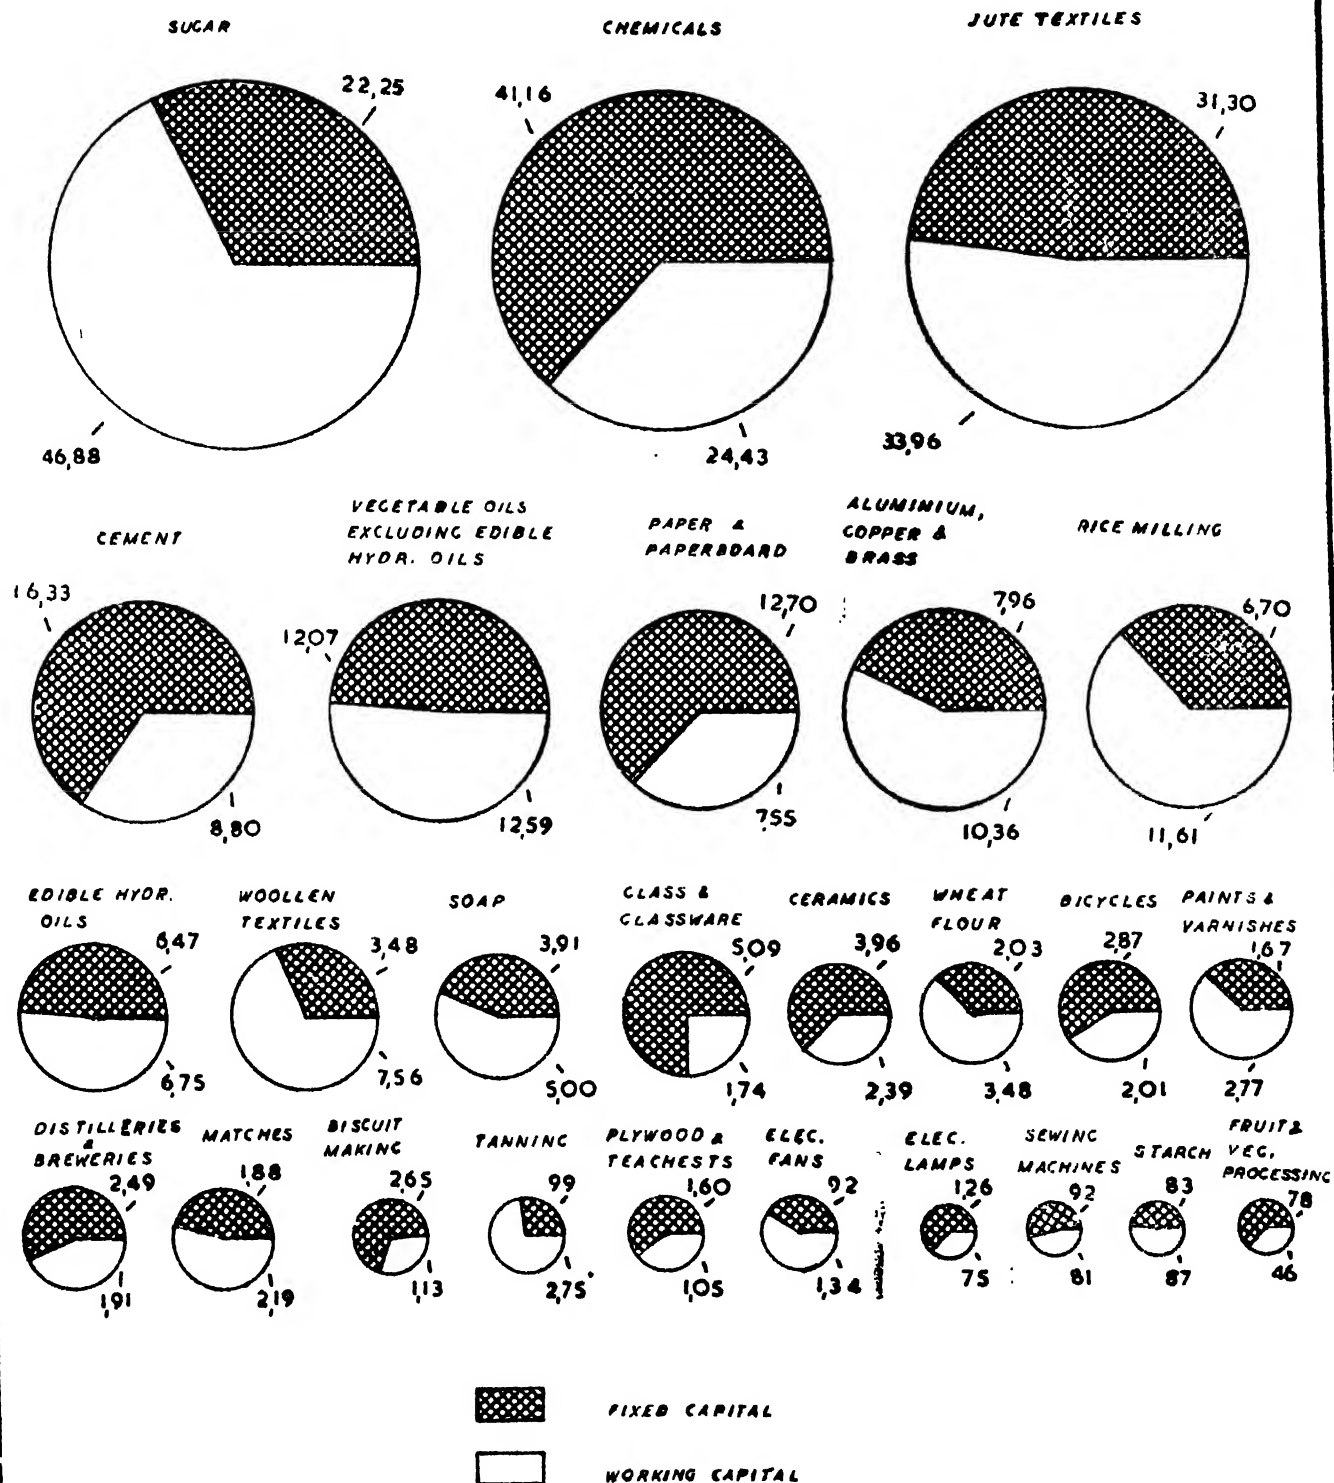 SUGAR
22,25
46,88
CHEMICALS
41,16
24,43
JUTE TEXTILES
31,30
33,96
CEMENT
16,33
8,80
VEGETABLE OILS
EXCLUDING EDIBLE
HYDR. OILS
12,07
12,59
PAPER &
PAPERBOARD
12,70
7,55
ALUMINIUM,
COPPER &
BRASS
7,96
10,36
RICE MILLING
6,70
11,61
EDIBLE HYDR.
OILS
6,47
6,75
WOOLLEN
TEXTILES
3,48
7,56
SOAP
3,91
5,00
GLASS &
GLASSWARE
5,09
1,74
CERAMICS
3,96
2,39
WHEAT
FLOUR
2,03
3,48
BICYCLES
2,87
2,01
PAINTS &
VARNISHES
1,67
2,77
DISTILLERIES
&
BREWERIES
2,49
1,91
MATCHES
1,88
2,19
BISCUIT
MAKING
2,65
1,13
TANNING
99
2,75
PLYWOOD &
TEACHESTS
1,60
1,05
ELEC.
FANS
92
1,34
ELEC.
LAMPS
1,26
75
SEWING
MACHINES
92
81
STARCH
83
87
FRUIT &
VEG.
PROCESSING
78
46
FIXED CAPITAL
WORKING CAPITAL